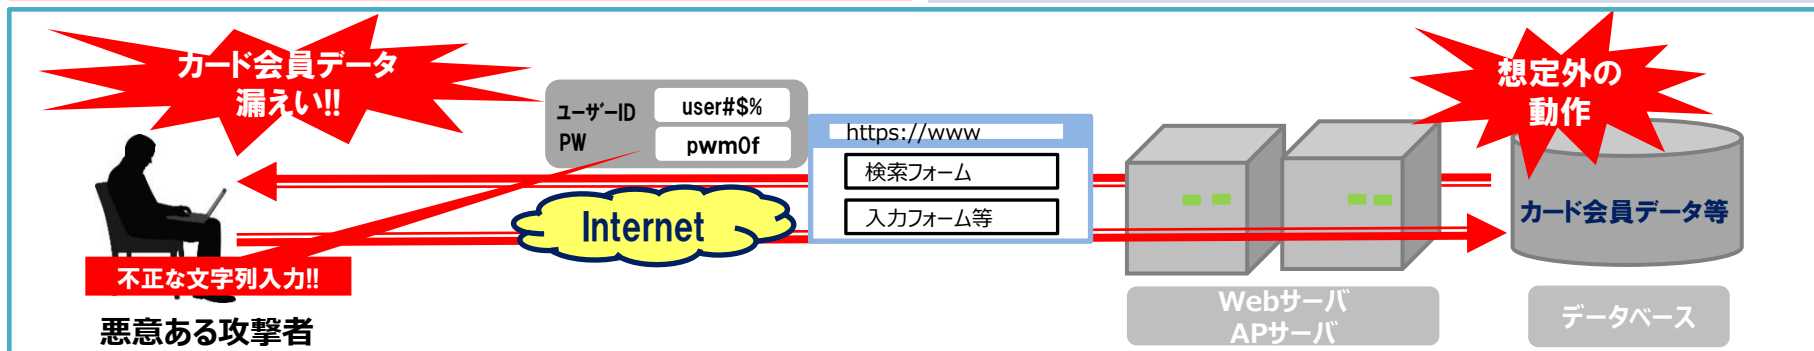 カード会員データ
漏えい!!
ユーザーID
user#$%
PW
pwm0f
https://www
検索フォーム
入力フォーム等
Internet
不正な文字列入力!!
悪意ある攻撃者
想定外の
動作
カード会員データ等
Webサーバ
APサーバ
データベース